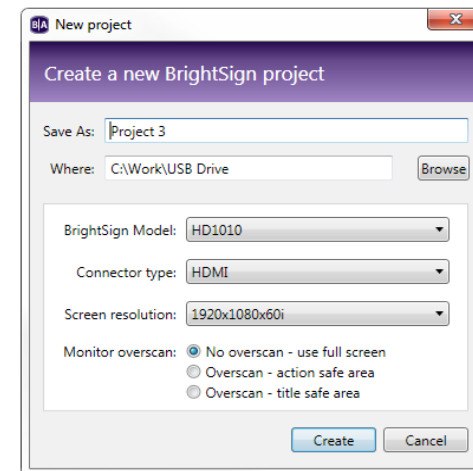 B|A New project
Create a new BrightSign project
Save As: Project 3
Where: C:\Work\USB Drive Browse
BrightSign Model: HD1010
Connector type: HDMI
Screen resolution: 1920x1080x60i
Monitor overscan: No overscan - use full screen
Overscan - action safe area
Overscan - title safe area
Create Cancel